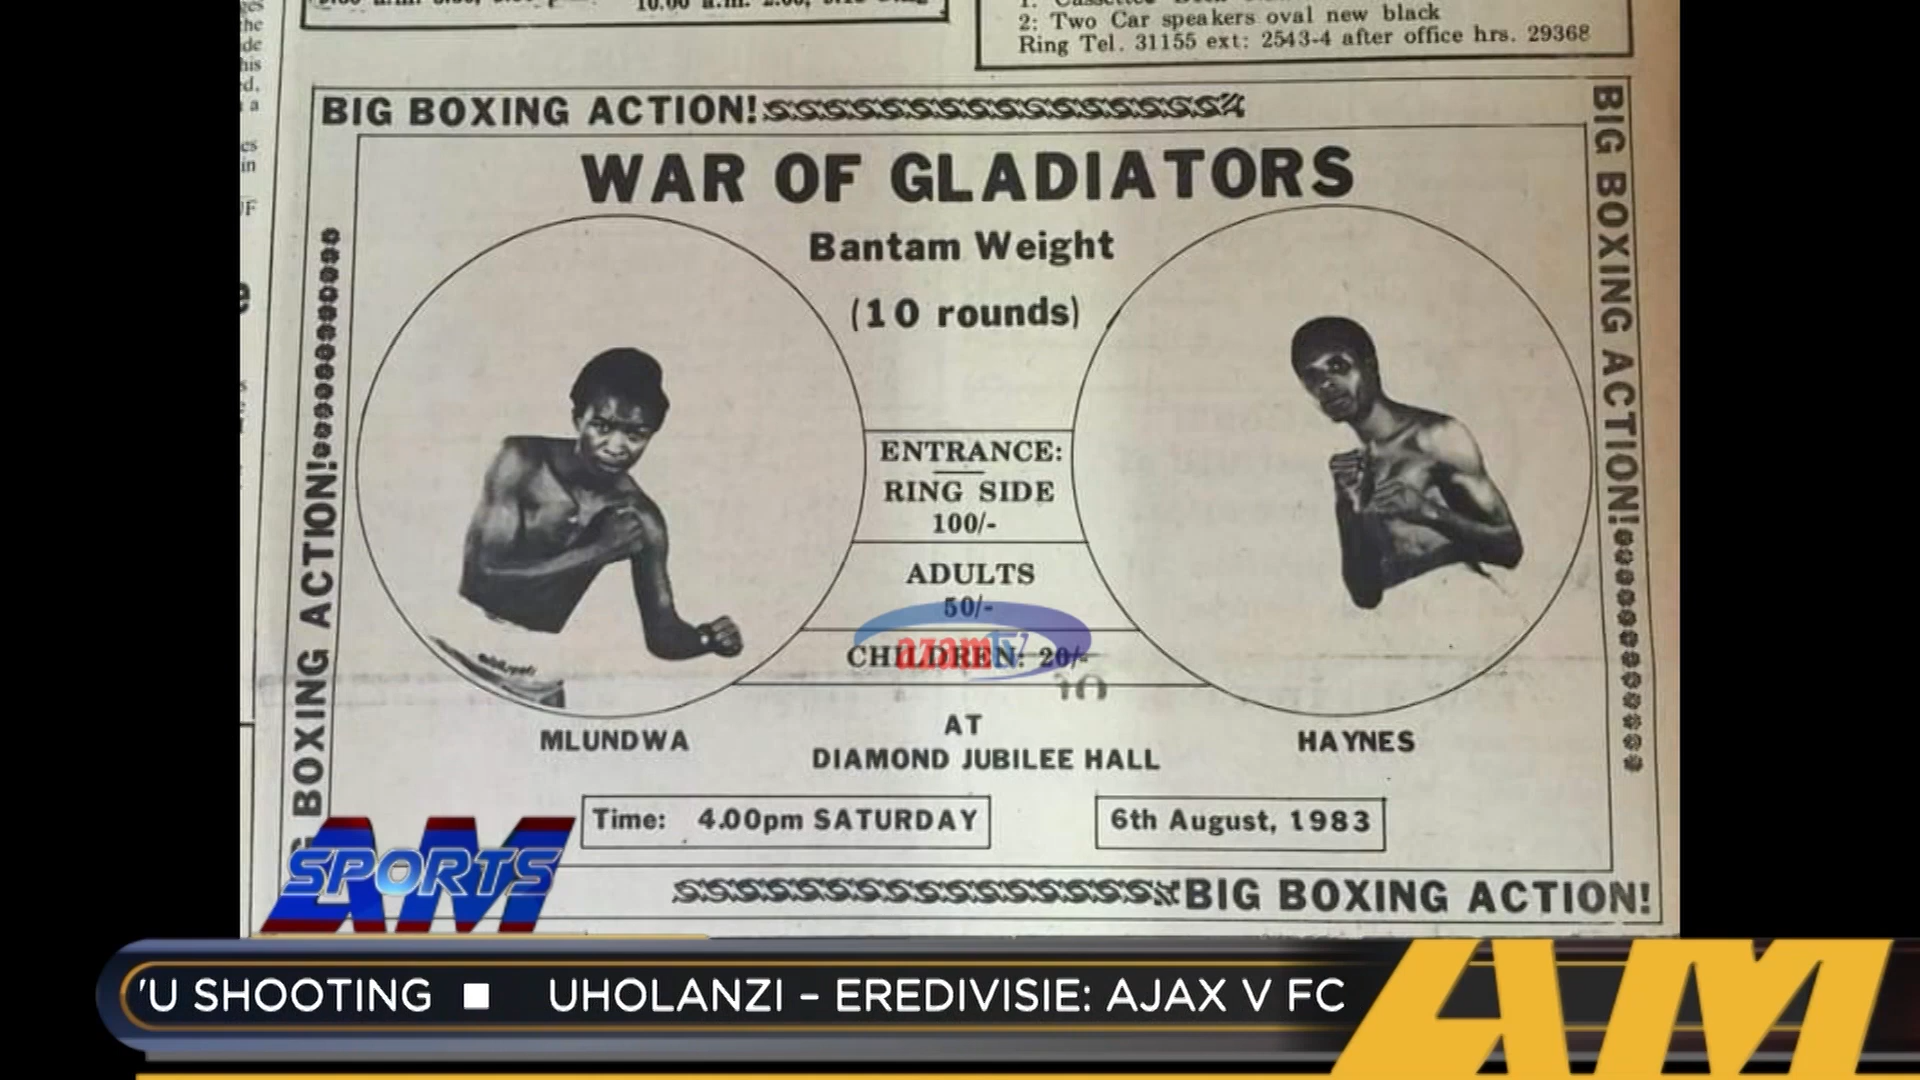 2: Two Car speakers oval new black
Ring Tel. 31155 ext: 2543-4 after office hrs. 29368
BIG BOXING ACTION!
BIG BOXING ACTION!
BOXING ACTION!
WAR OF GLADIATORS
Bantam Weight
(10 rounds)
ENTRANCE:
RING SIDE
100/-
ADULTS
50/-
azam tv
CHILDREN: 20/-
10
AT
DIAMOND JUBILEE HALL
MLUNDWA
HAYNES
Time: 4.00pm SATURDAY
6th August, 1983
BIG BOXING ACTION!
AM
SPORTS
'U SHOOTING ■ UHOLANZI – EREDIVISIE: AJAX V FC
AM